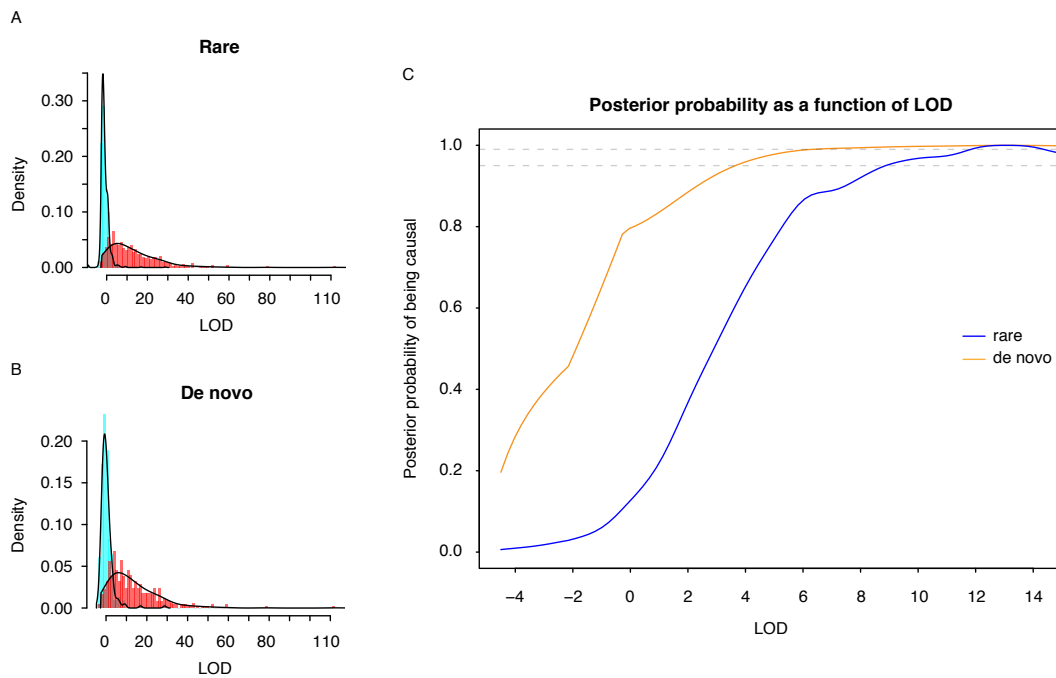 A
Rare
Density
0.00
0.10
0.20
0.30
0
20
40
60
80
110
LOD
B
De novo
Density
0.00
0.05
0.10
0.15
0.20
0
20
40
60
80
110
LOD
C
Posterior probability as a function of LOD
Posterior probability of being causal
0.0
0.2
0.4
0.6
0.8
1.0
−4
−2
0
2
4
6
8
10
12
14
LOD
rare
de novo